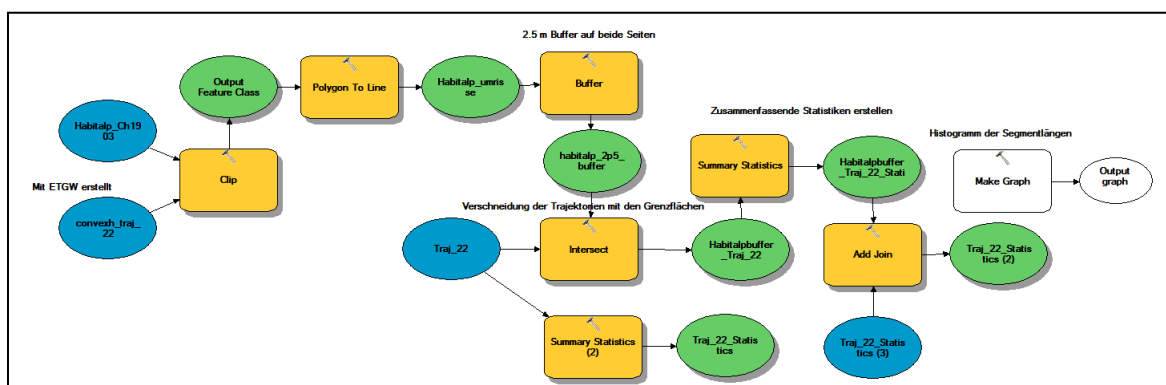 2.5 m Buffer auf beide Seiten
Output
Feature Class
Polygon To Line
Habitalp_umris
se
Buffer
Habitalp_Ch19
03
Clip
Mit ETGW erstellt
convexh_traj_
22
habitalp_2p5_
buffer
Zusammenfassende Statistiken erstellen
Summary Statistics
Habitalpbuffer
_Traj_22_Stati
Histogramm der Segmentlängen
Make Graph
Output
graph
Verschneidung der Trajektorien mit den Grenzflächen
Traj_22
Intersect
Habitalpbuffer
_Traj_22
Add Join
Traj_22_Statis
tics (2)
Summary Statistics
(2)
Traj_22_Statis
tics
Traj_22_Statis
tics (3)